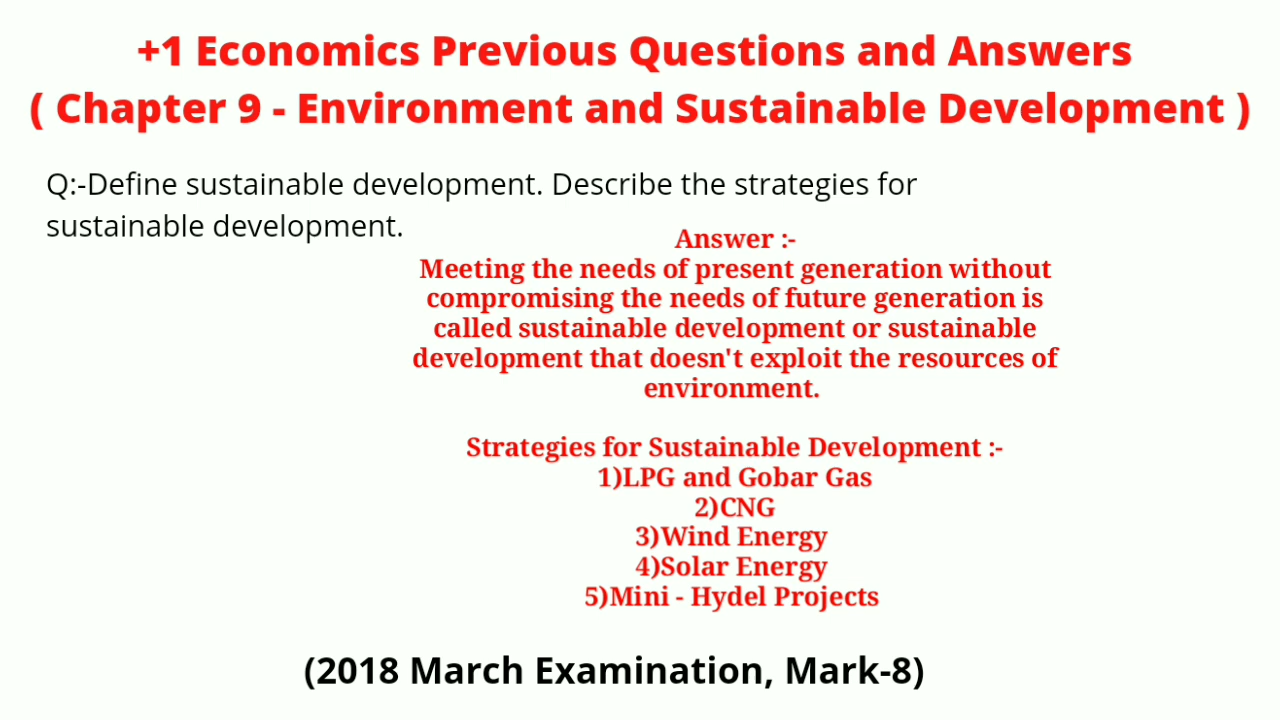 +1 Economics Previous Questions and Answers
( Chapter 9 - Environment and Sustainable Development )
Q:-Define sustainable development. Describe the strategies for
sustainable development.
Answer :-
Meeting the needs of present generation without
compromising the needs of future generation is
called sustainable development or sustainable
development that doesn't exploit the resources of
environment.
Strategies for Sustainable Development :-
1)LPG and Gobar Gas
2)CNG
3)Wind Energy
4)Solar Energy
5)Mini - Hydel Projects
(2018 March Examination, Mark-8)